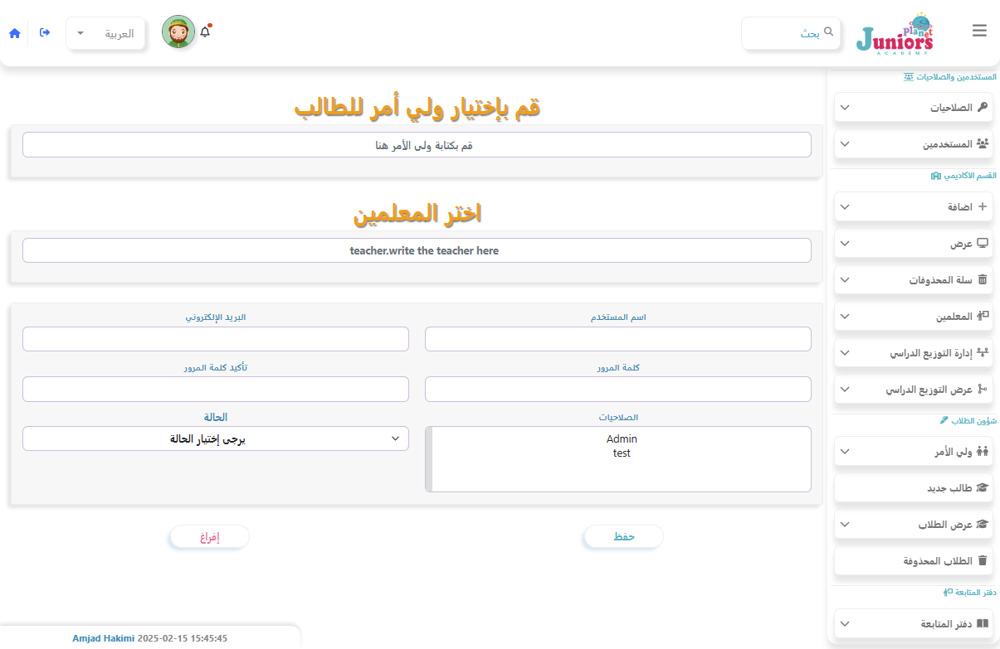 Juniors
planet
ACADEMY
بحث
العربية
المستخدمين والصلاحيات
الصلاحيات
المستخدمين
القسم الاكاديمي
اضافة
عرض
سلة المحذوفات
المعلمين
إدارة التوزيع الدراسي
عرض التوزيع الدراسي
شؤون الطلاب
ولي الأمر
طالب جديد
عرض الطلاب
الطلاب المحذوفة
دفتر المتابعة
دفتر المتابعة
قم بإختيار ولي أمر للطالب
قم بكتابة ولى الأمر هنا
اختر المعلمين
teacher.write the teacher here
اسم المستخدم
البريد الإلكتروني
كلمة المرور
تأكيد كلمة المرور
الصلاحيات
الحالة
Admin
test
يرجى إختيار الحالة
حفظ
إفراغ
Amjad Hakimi 2025-02-15 15:45:45